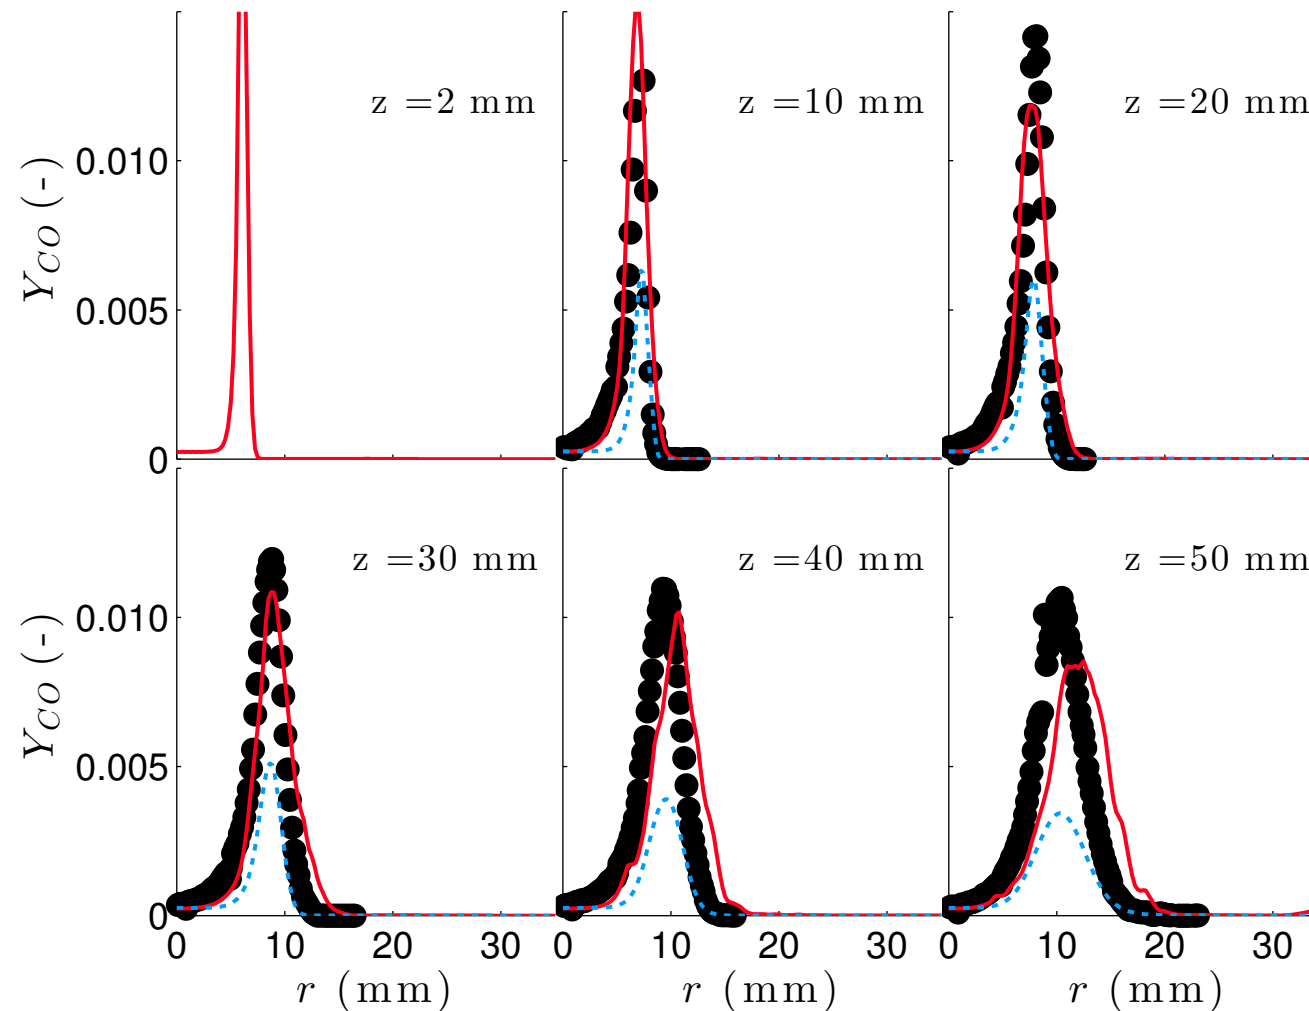 z =2 mm
z =10 mm
z =20 mm
Y_CO (-)
0.010
0.005
0
z =30 mm
z =40 mm
z =50 mm
Y_CO (-)
0.010
0.005
0
0 10 20 30 0 10 20 30 0 10 20 30
r (mm) r (mm) r (mm)